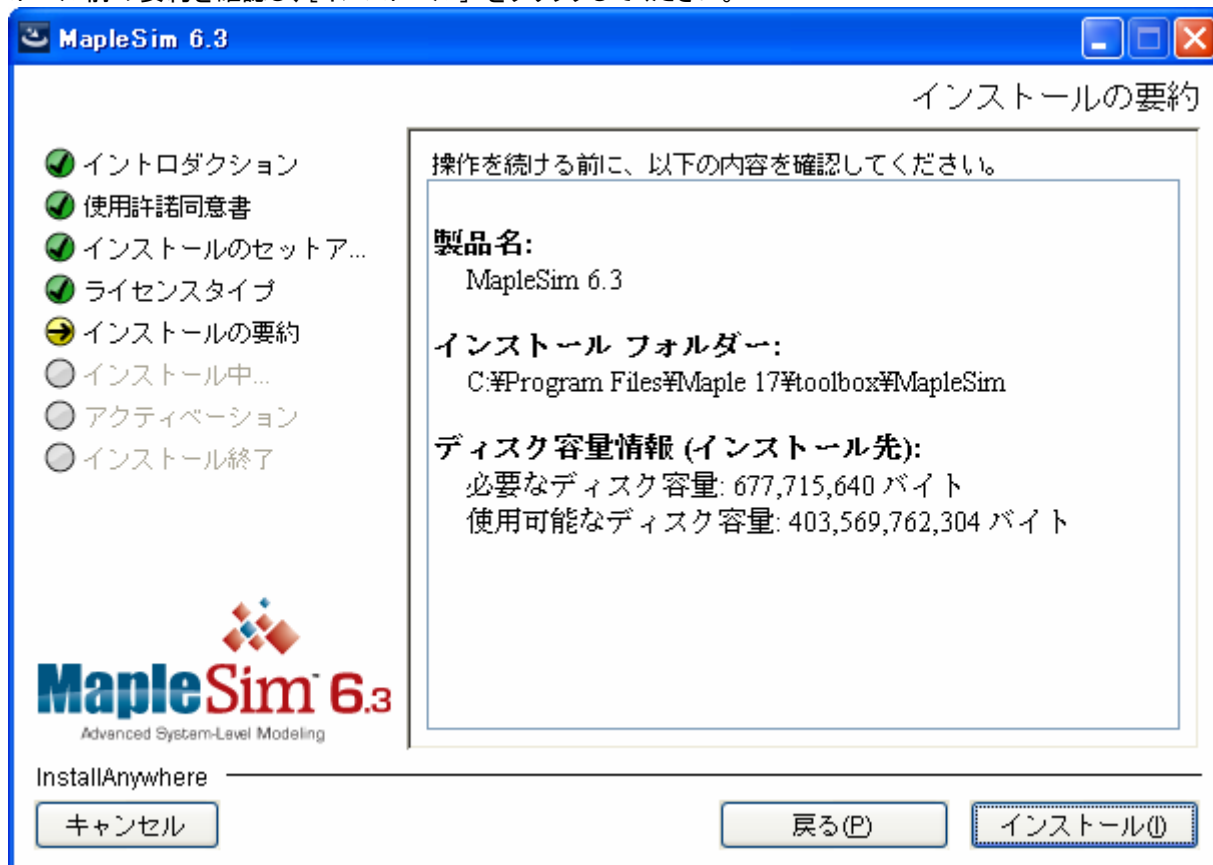 MapleSim 6.3
インストールの要約
イントロダクション
使用許諾同意書
インストールのセットア...
ライセンスタイプ
インストールの要約
インストール中...
アクティベーション
インストール終了
操作を続ける前に、以下の内容を確認してください。
製品名:
MapleSim 6.3
インストール フォルダー:
C:¥Program Files¥Maple 17¥toolbox¥MapleSim
ディスク容量情報 (インストール先):
必要なディスク容量: 677,715,640 バイト
使用可能なディスク容量: 403,569,762,304 バイト
MapleSim™ 6.3
Advanced System-Level Modeling
InstallAnywhere
キャンセル
戻る(P)
インストール(I)